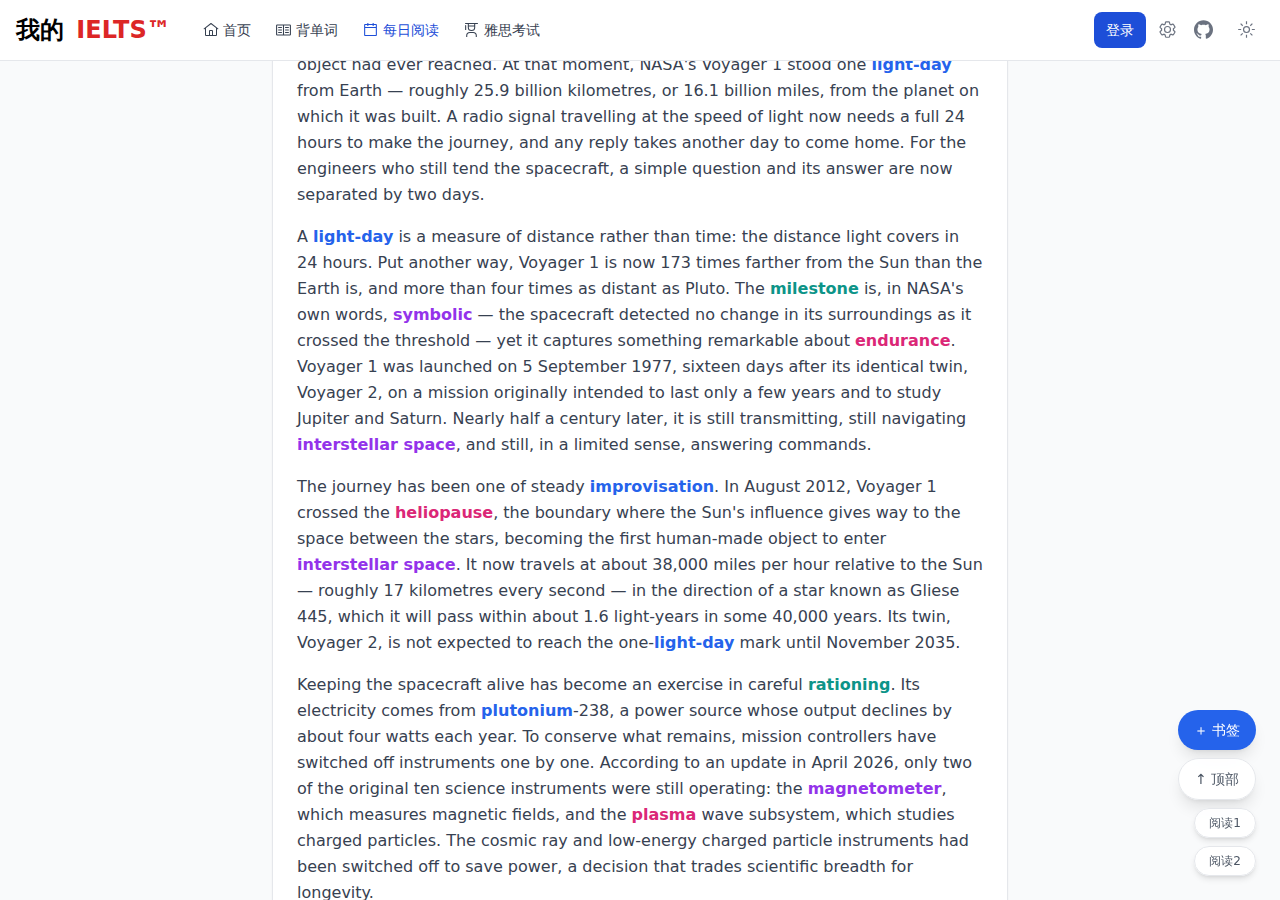 我的 IELTS™ 首页 背单词 每日阅读 雅思考试 登录
object had ever reached. At that moment, NASA's Voyager 1 stood one light-day
from Earth — roughly 25.9 billion kilometres, or 16.1 billion miles, from the planet on
which it was built. A radio signal travelling at the speed of light now needs a full 24
hours to make the journey, and any reply takes another day to come home. For the
engineers who still tend the spacecraft, a simple question and its answer are now
separated by two days.
A light-day is a measure of distance rather than time: the distance light covers in
24 hours. Put another way, Voyager 1 is now 173 times farther from the Sun than the
Earth is, and more than four times as distant as Pluto. The milestone is, in NASA's
own words, symbolic — the spacecraft detected no change in its surroundings as it
crossed the threshold — yet it captures something remarkable about endurance.
Voyager 1 was launched on 5 September 1977, sixteen days after its identical twin,
Voyager 2, on a mission originally intended to last only a few years and to study
Jupiter and Saturn. Nearly half a century later, it is still transmitting, still navigating
interstellar space, and still, in a limited sense, answering commands.
The journey has been one of steady improvisation. In August 2012, Voyager 1
crossed the heliopause, the boundary where the Sun's influence gives way to the
space between the stars, becoming the first human-made object to enter
interstellar space. It now travels at about 38,000 miles per hour relative to the Sun
— roughly 17 kilometres every second — in the direction of a star known as Gliese
445, which it will pass within about 1.6 light-years in some 40,000 years. Its twin,
Voyager 2, is not expected to reach the one-light-day mark until November 2035.
Keeping the spacecraft alive has become an exercise in careful rationing. Its
electricity comes from plutonium-238, a power source whose output declines by
about four watts each year. To conserve what remains, mission controllers have
switched off instruments one by one. According to an update in April 2026, only two
of the original ten science instruments were still operating: the magnetometer,
which measures magnetic fields, and the plasma wave subsystem, which studies
charged particles. The cosmic ray and low-energy charged particle instruments had
been switched off to save power, a decision that trades scientific breadth for
longevity.
+ 书签
↑ 顶部
阅读1
阅读2